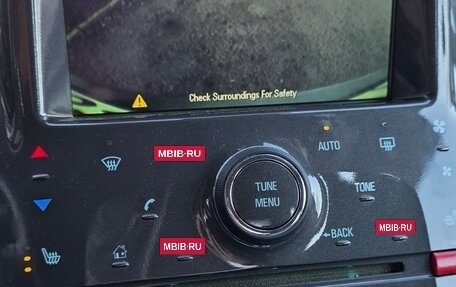 Check Surroundings For Safety
AUTO
MBIB-RU
TUNE
MENU
TONE
BACK
MBIB-RU
MBIB-RU